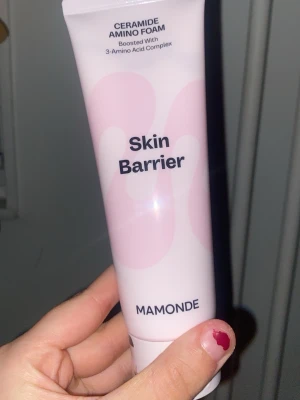 CERAMIDE
AMINO FOAM
Boosted With
3-Amino Acid Complex
Skin
Barrier
MAMONDE